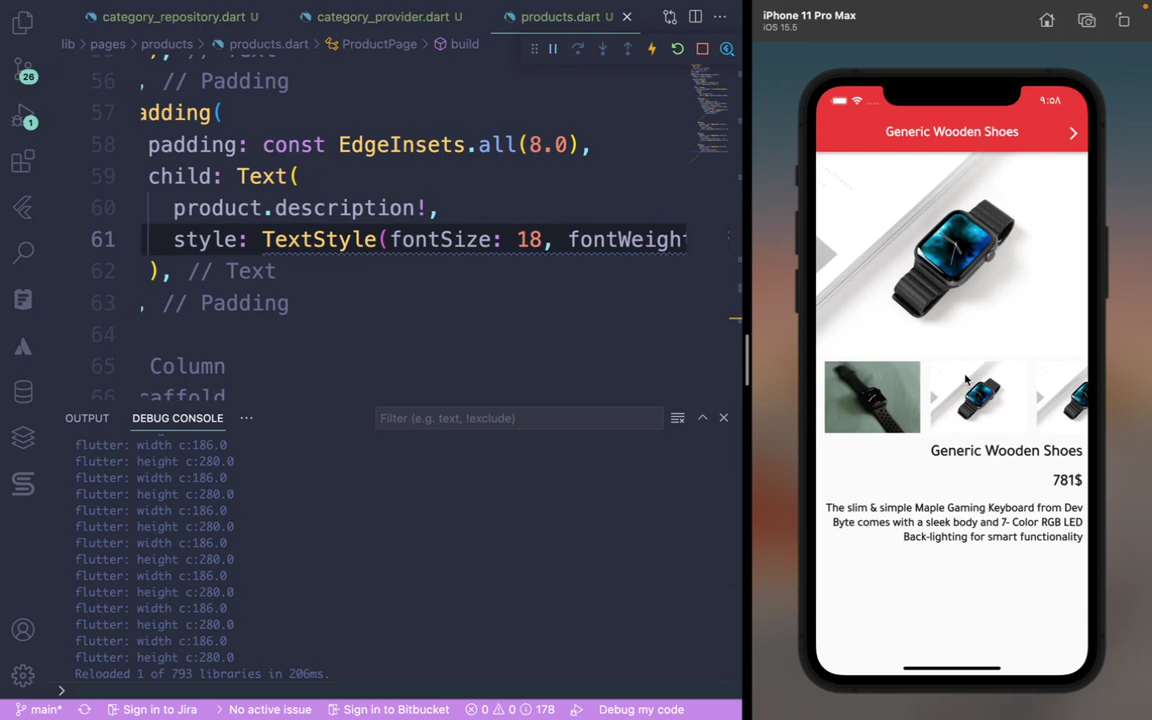 category_repository.dart U
category_provider.dart U
products.dart U
lib > pages > products > products.dart > ProductPage > build
56 , // Padding
57 adding(
58 padding: const EdgeInsets.all(8.0),
59 child: Text(
60 product.description!,
61 style: TextStyle(fontSize: 18, fontWeight
62 ), // Text
63 , // Padding
64
65 Column
66 caffold
OUTPUT
DEBUG CONSOLE
Filter (e.g. text, !exclude)
flutter: width c:186.0
flutter: height c:280.0
flutter: width c:186.0
flutter: height c:280.0
flutter: width c:186.0
flutter: height c:280.0
flutter: width c:186.0
flutter: height c:280.0
flutter: width c:186.0
flutter: height c:280.0
flutter: width c:186.0
flutter: height c:280.0
flutter: width c:186.0
flutter: height c:280.0
Reloaded 1 of 793 libraries in 206ms.
26
1
main*
Sign in to Jira
No active issue
Sign in to Bitbucket
0 0 178
Debug my code
iPhone 11 Pro Max
iOS 15.5
٩:٥٨
Generic Wooden Shoes
Generic Wooden Shoes
781$
The slim & simple Maple Gaming Keyboard from Dev
Byte comes with a sleek body and 7- Color RGB LED
Back-lighting for smart functionality